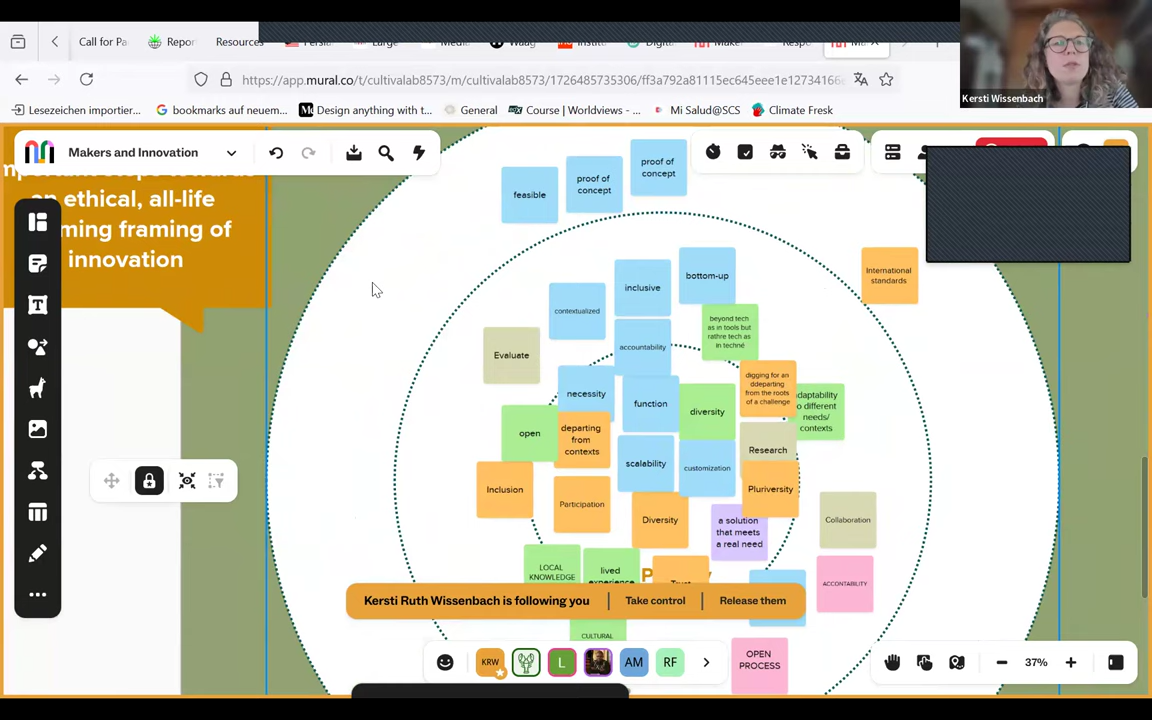 Call for Pa
Repor
Resources
Waag
https://app.mural.co/t/cultivalab8573/m/cultivalab8573/1726485735306/ff3a792a81115ec645eee1e12734166
Kersti Wissenbach
Lesezeichen importier...
bookmarks auf neuem...
Design anything with t...
General
Course | Worldviews - ...
Mi Salud@SCS
Climate Fresk
Makers and Innovation
an ethical, all-life
framing of
innovation
feasible
proof of
concept
proof of
concept
International
standards
contextualized
inclusive
bottom-up
beyond tech
as in tools but
rathre tech as
in techné
Evaluate
accountability
necessity
function
diversity
digging for an
ddeparting
from the roots
of a challenge
adaptability
to different
needs/
contexts
open
departing
from
contexts
scalability
customization
Research
Inclusion
Participation
Diversity
Pluriversity
a solution
that meets
a real need
Collaboration
LOCAL
KNOWLEDGE
lived
experience
Trust
ACCONTABILITY
Kersti Ruth Wissenbach is following you
Take control
Release them
CULTURAL
OPEN
PROCESS
KRW
L
AM
RF
37%